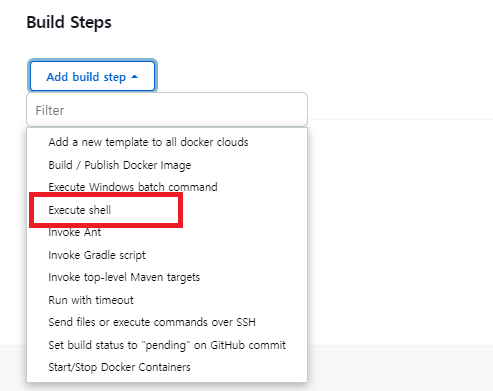 Build Steps
Add build step
Filter
Add a new template to all docker clouds
Build / Publish Docker Image
Execute Windows batch command
Execute shell
Invoke Ant
Invoke Gradle script
Invoke top-level Maven targets
Run with timeout
Send files or execute commands over SSH
Set build status to "pending" on GitHub commit
Start/Stop Docker Containers